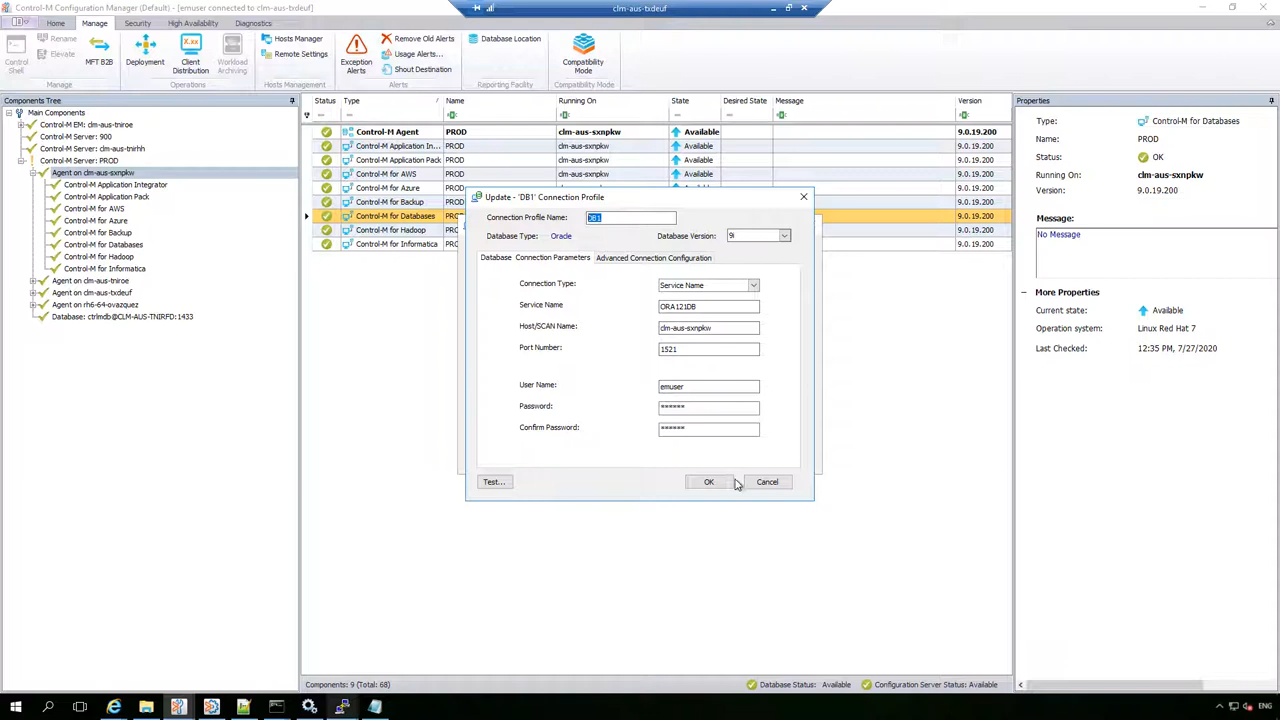 Control-M Configuration Manager (Default) - [emuser connected to clm-aus-txdeuf]
clm-aus-txdeuf
Home
Manage
Security
High Availability
Diagnostics
Control Shell
Rename
Elevate
MFT B2B
Manage
Deployment
Client Distribution
Workload Archiving
Operations
Hosts Manager
Remote Settings
Hosts Management
Exception Alerts
Remove Old Alerts
Usage Alerts...
Shout Destination
Alerts
Database Location
Reporting Facility
Compatibility Mode
Compatibility Mode
Components Tree
Main Components
Control-M EM: clm-aus-tniroe
Control-M Server: 900
Control-M Server: clm-aus-tnirhh
Control-M Server: PROD
Agent on clm-aus-sxnpkw
Control-M Application Integrator
Control-M Application Pack
Control-M for AWS
Control-M for Azure
Control-M for Backup
Control-M for Databases
Control-M for Hadoop
Control-M for Informatica
Agent on clm-aus-tniroe
Agent on clm-aus-txdeuf
Agent on rh6-64-ovazquez
Database: ctrlmdb@CLM-AUS-TNIRFD:1433
Status Type Name Running On State Desired State Message Version
Control-M Agent PROD clm-aus-sxnpkw Available 9.0.19.200
Control-M Application In... PROD clm-aus-sxnpkw Available 9.0.19.200
Control-M Application Pack PROD clm-aus-sxnpkw Available 9.0.19.200
Control-M for AWS PROD clm-aus-sxnpkw Available 9.0.19.200
Control-M for Azure 9.0.19.200
Control-M for Backup 9.0.19.200
Control-M for Databases 9.0.19.200
Control-M for Hadoop 9.0.19.200
Control-M for Informatica 9.0.19.200
Update - 'DB1' Connection Profile
Connection Profile Name: DB1
Database Type: Oracle Database Version: 9i
Database Connection Parameters
Advanced Connection Configuration
Connection Type: Service Name
Service Name ORA121DB
Host/SCAN Name: clm-aus-sxnpkw
Port Number: 1521
User Name: emuser
Password: ******
Confirm Password: ******
Test... OK Cancel
Properties
Type: Control-M for Databases
Name: PROD
Status: OK
Running On: clm-aus-sxnpkw
Version: 9.0.19.200
Message:
No Message
More Properties
Current state: Available
Operation system: Linux Red Hat 7
Last Checked: 12:35 PM, 7/27/2020
Components: 9 (Total: 68)
Database Status: Available
Configuration Server Status: Available
ENG